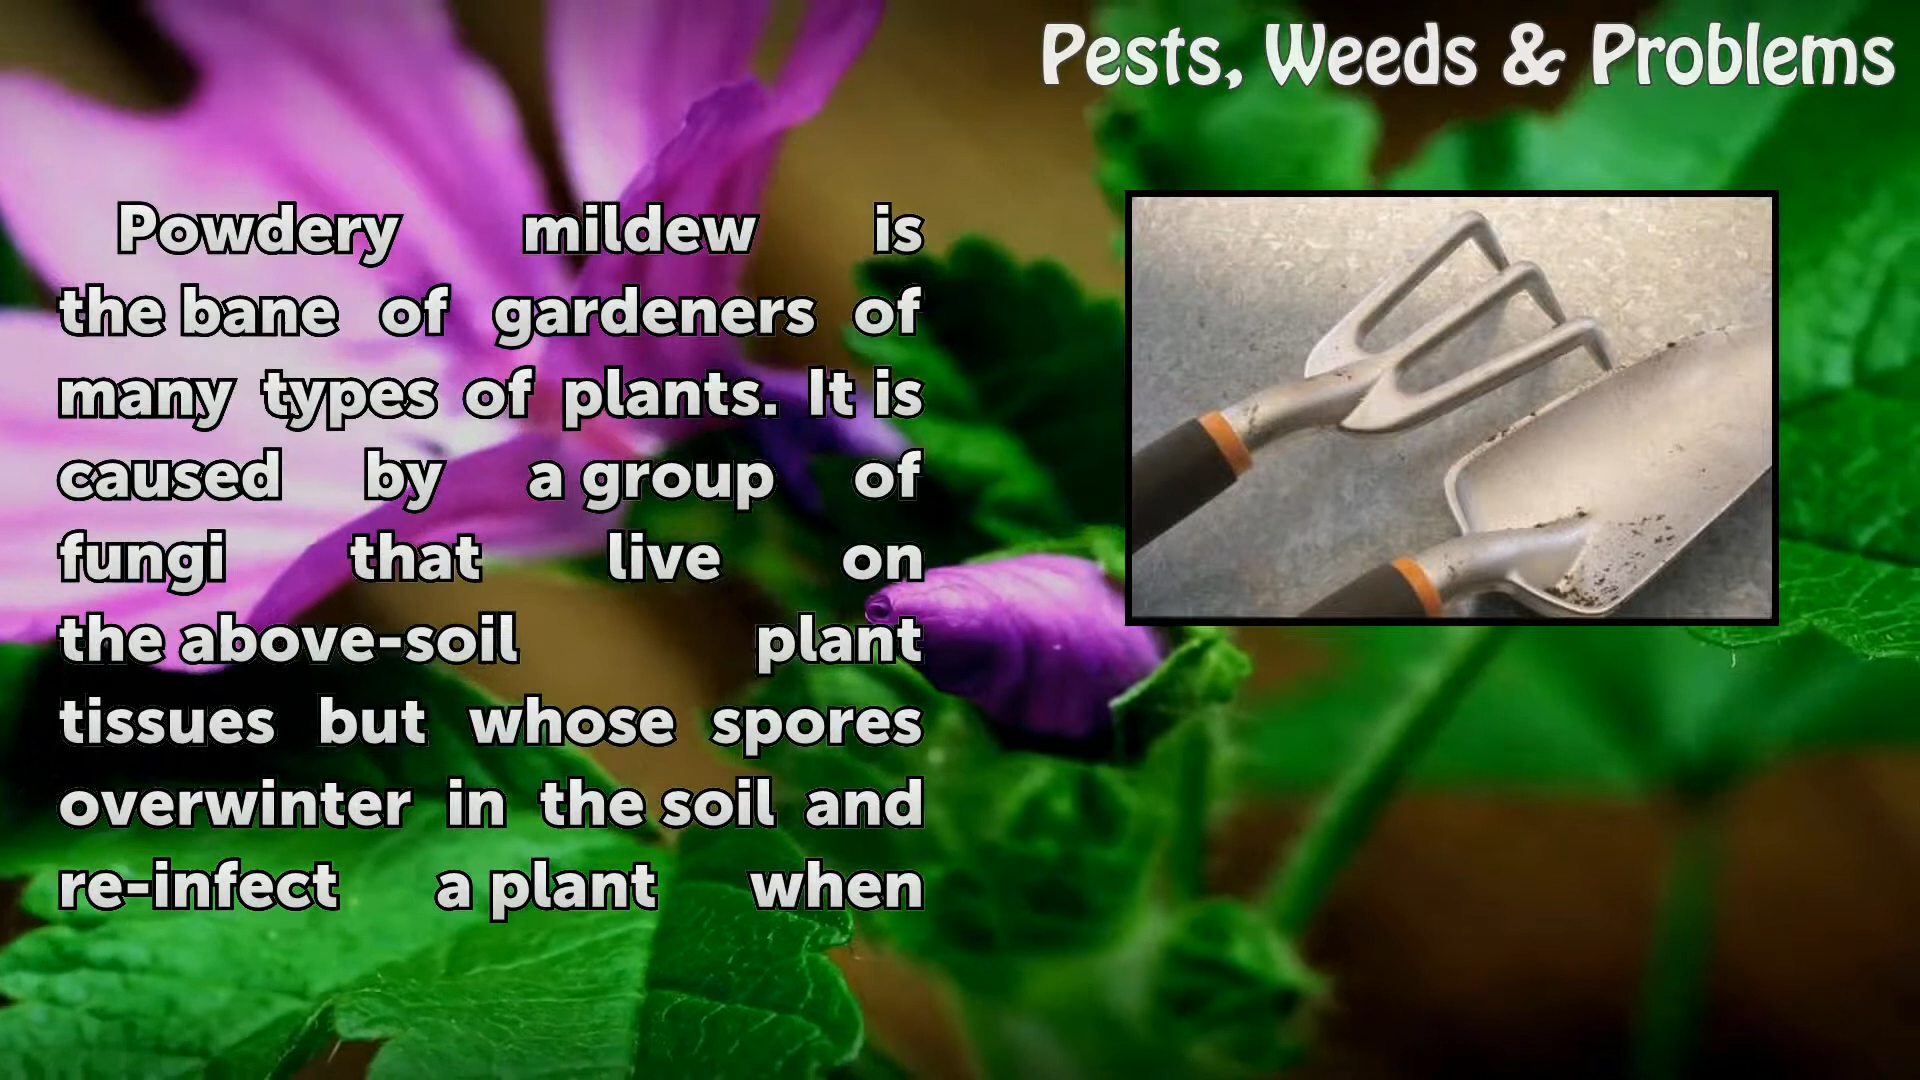 Pests, Weeds & Problems
Powdery mildew is
the bane of gardeners of
many types of plants. It is
caused by a group of
fungi that live on
the above-soil plant
tissues but whose spores
overwinter in the soil and
re-infect a plant when